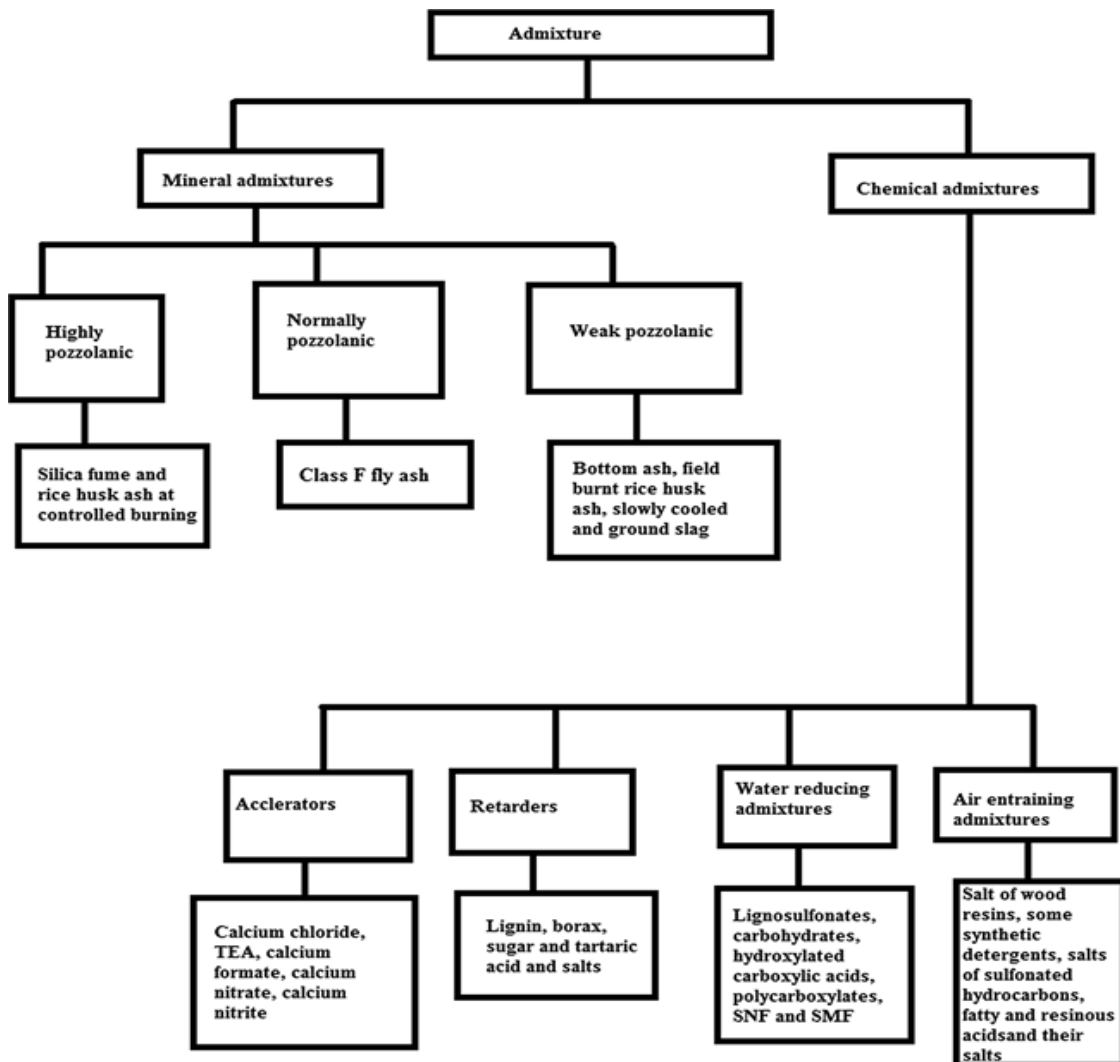 Admixture
Mineral admixtures
Chemical admixtures
Highly
pozzolanic
Normally
pozzolanic
Weak pozzolanic
Silica fume and
rice husk ash at
controlled burning
Class F fly ash
Bottom ash, field
burnt rice husk
ash, slowly cooled
and ground slag
Acclerators
Retarders
Water reducing
admixtures
Air entraining
admixtures
Calcium chloride,
TEA, calcium
formate, calcium
nitrate, calcium
nitrite
Lignin, borax,
sugar and tartaric
acid and salts
Lignosulfonates,
carbohydrates,
hydroxylated
carboxylic acids,
polycarboxylates,
SNF and SMF
Salt of wood
resins, some
synthetic
detergents, salts
of sulfonated
hydrocarbons,
fatty and resinous
acidsand their
salts